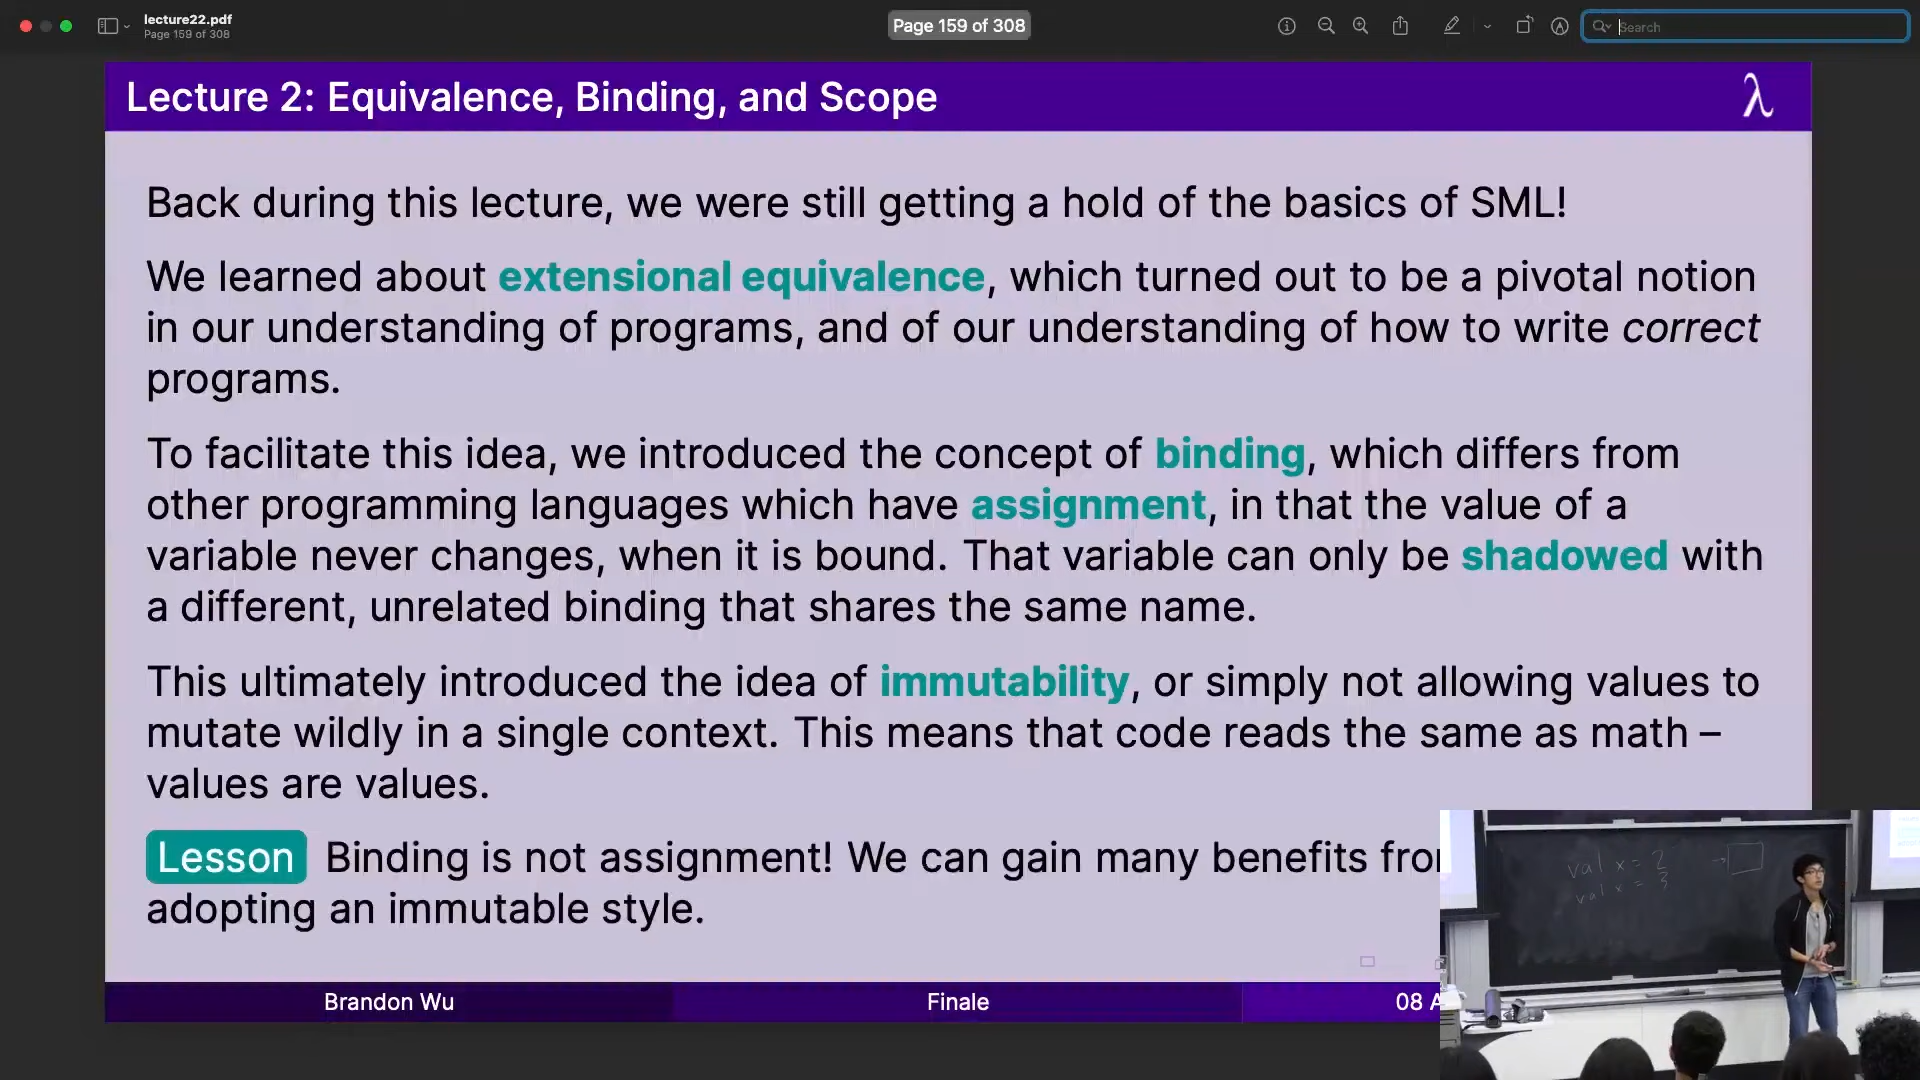 lecture22.pdf
Page 159 of 308
Page 159 of 308
Search
Lecture 2: Equivalence, Binding, and Scope
λ
Back during this lecture, we were still getting a hold of the basics of SML!
We learned about extensional equivalence, which turned out to be a pivotal notion
in our understanding of programs, and of our understanding of how to write correct
programs.
To facilitate this idea, we introduced the concept of binding, which differs from
other programming languages which have assignment, in that the value of a
variable never changes, when it is bound. That variable can only be shadowed with
a different, unrelated binding that shares the same name.
This ultimately introduced the idea of immutability, or simply not allowing values to
mutate wildly in a single context. This means that code reads the same as math –
values are values.
Lesson Binding is not assignment! We can gain many benefits from
adopting an immutable style.
val x = 2
val x = 3
Brandon Wu
Finale
08 A